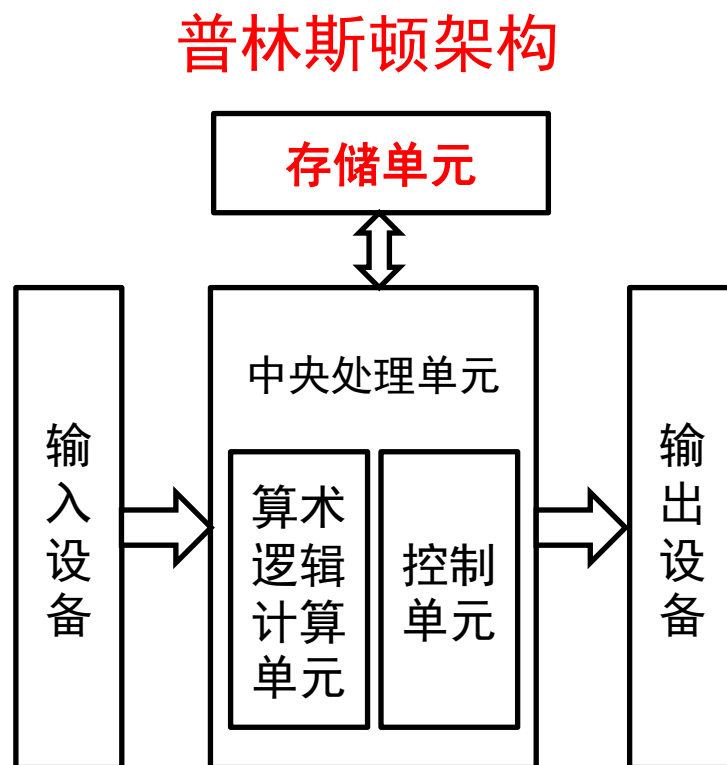 普林斯顿架构
存储单元
中央处理单元
输
入
设
备
算术
逻辑
计算
单元
控制
单元
输
出
设
备